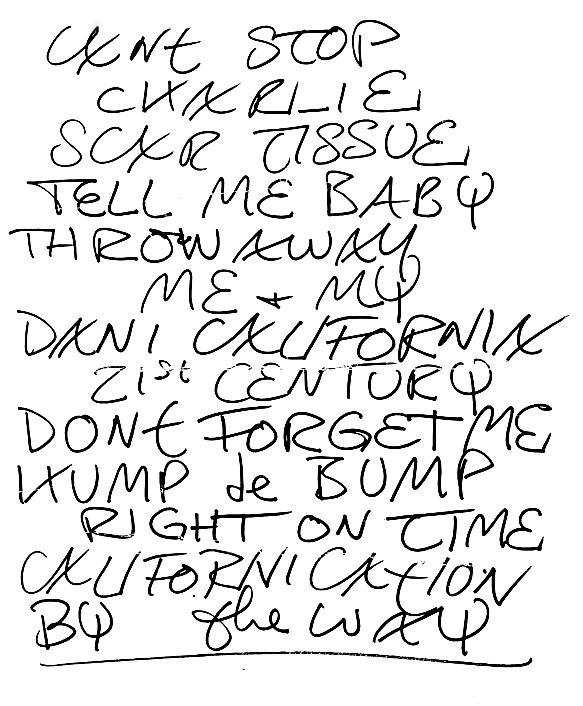 CANT STOP
CHARLIE
SCAR TISSUE
TELL ME BABY
THROW AWAY
ME + MY
DANI CALIFORNIA
21st CENTURY
DONT FORGET ME
HUMP de BUMP
RIGHT ON TIME
CALIFORNICATION
BY the WAY